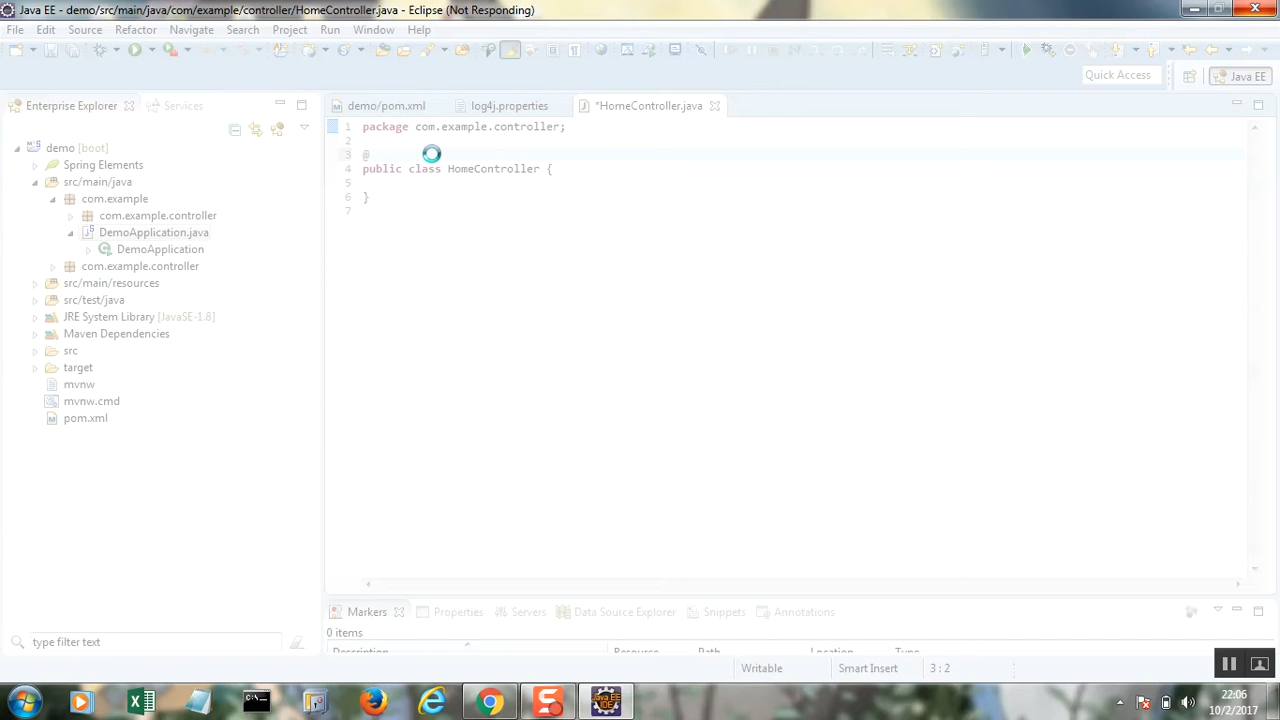 Java EE - demo/src/main/java/com/example/controller/HomeController.java - Eclipse (Not Responding)
File Edit Source Refactor Navigate Search Project Run Window Help
Quick Access
Java EE
Enterprise Explorer
Services
demo/pom.xml
log4j.properties
*HomeController.java
demo [boot]
Spring Elements
src/main/java
com.example
com.example.controller
DemoApplication.java
DemoApplication
com.example.controller
src/main/resources
src/test/java
JRE System Library [JavaSE-1.8]
Maven Dependencies
src
target
mvnw
mvnw.cmd
pom.xml
type filter text
1 package com.example.controller;
2
3 @
4 public class HomeController {
5
6 }
7
Markers Properties Servers Data Source Explorer Snippets Annotations
0 items
Description Resource Path Location Type
Writable Smart Insert 3 : 2
Java EE
IDE
22:06
10/2/2017